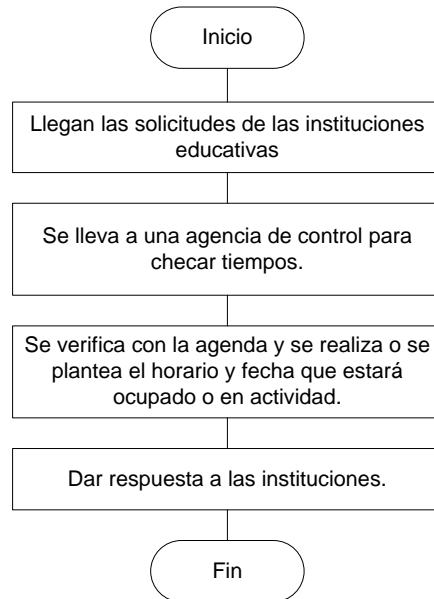 Inicio
Llegan las solicitudes de las instituciones
educativas
Se lleva a una agencia de control para
checar tiempos.
Se verifica con la agenda y se realiza o se
plantea el horario y fecha que estará
ocupado o en actividad.
Dar respuesta a las instituciones.
Fin